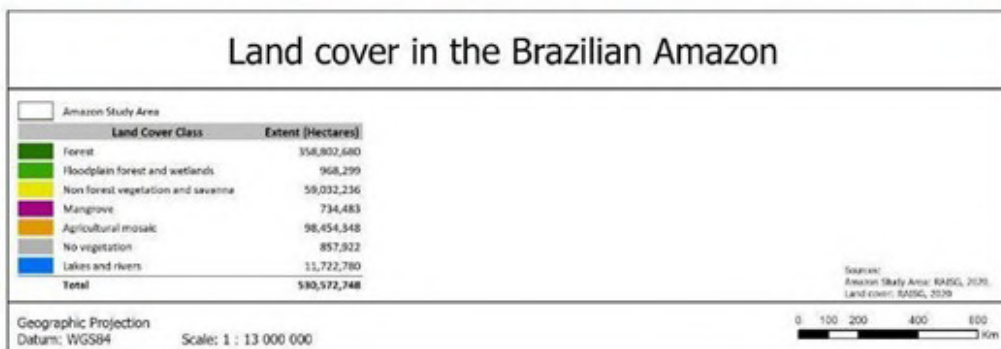 Land cover in the Brazilian Amazon
Amazon Study Area
Land Cover Class Extent (Hectares)
Forest 358,802,680
Floodplain forest and wetlands 968,299
Non forest vegetation and savanna 59,032,236
Mangrove 734,483
Agricultural mosaic 98,454,348
No vegetation 857,922
Lakes and rivers 11,722,780
Total 530,572,748
Sources:
Amazon Study Area: RAISG, 2020.
Land cover: RAISG, 2020
Geographic Projection
Datum: WGS84 Scale: 1 : 13 000 000
0 100 200 400 600
Km